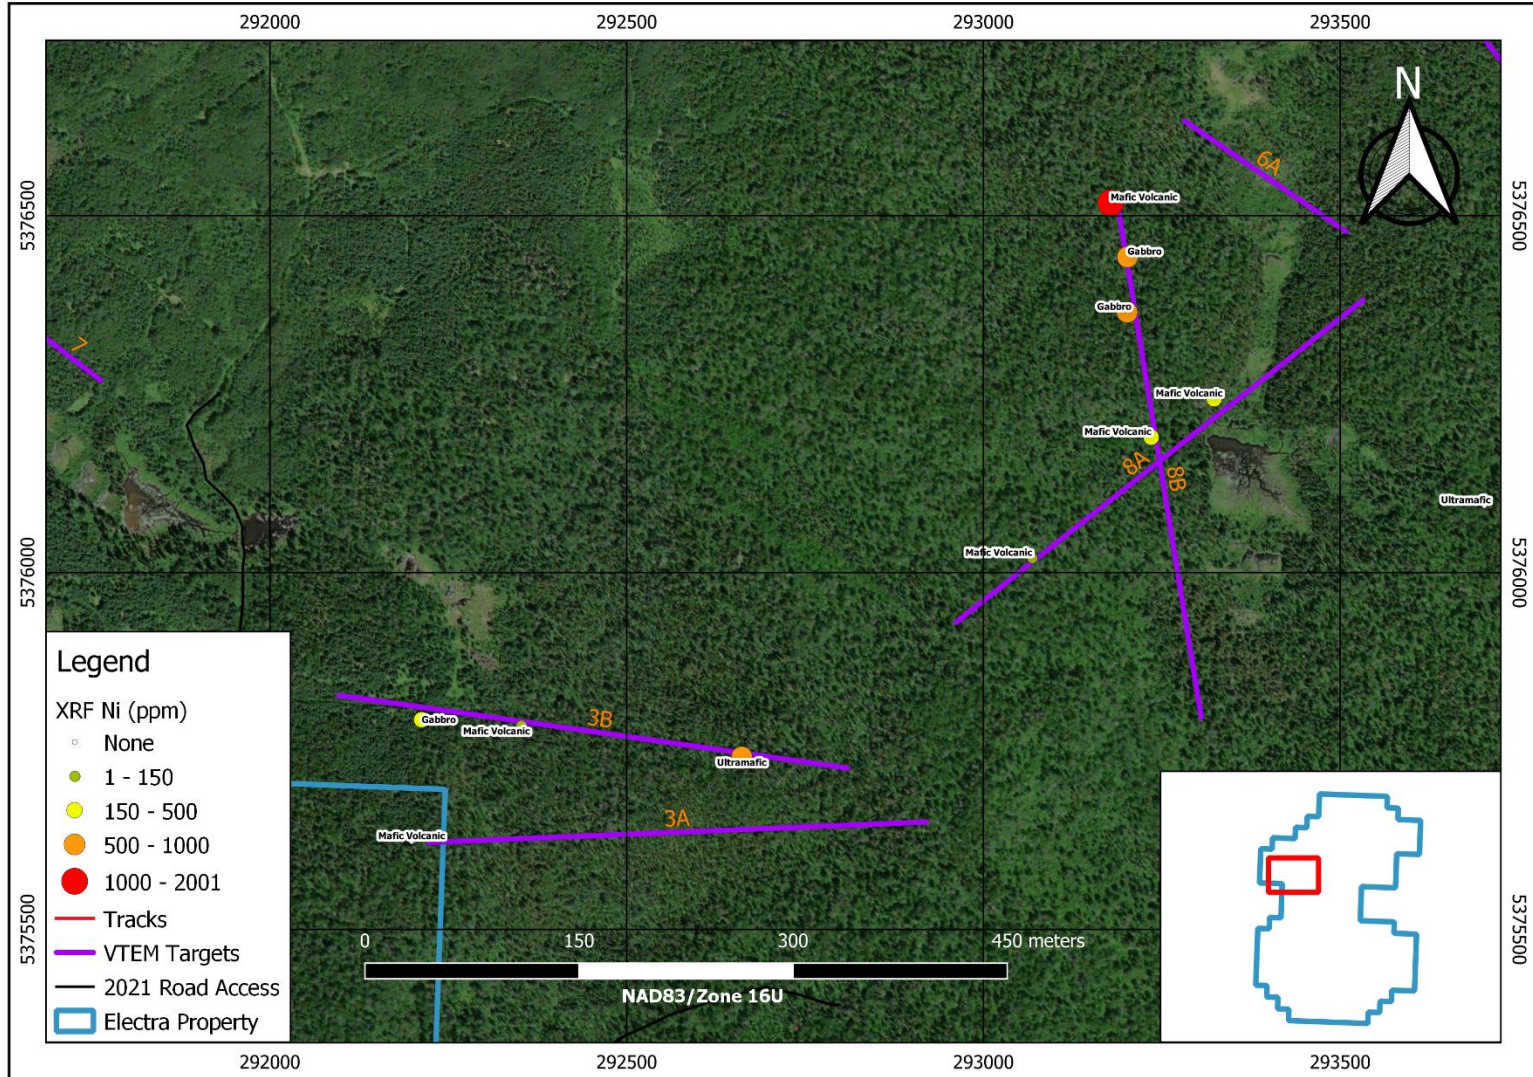 292000
292500
293000
293500
N
6A
5376500
5376500
Mafic Volcanic
Gabbro
Gabbro
7
Mafic Volcanic
Mafic Volcanic
8A
8B
Ultramafic
Mafic Volcanic
5376000
5376000
Legend
XRF Ni (ppm)
None
1 - 150
150 - 500
500 - 1000
1000 - 2001
Tracks
VTEM Targets
2021 Road Access
Electra Property
Gabbro
Mafic Volcanic
3B
Ultramafic
3A
Mafic Volcanic
5375500
5375500
0
150
300
450 meters
NAD83/Zone 16U
292000
292500
293000
293500